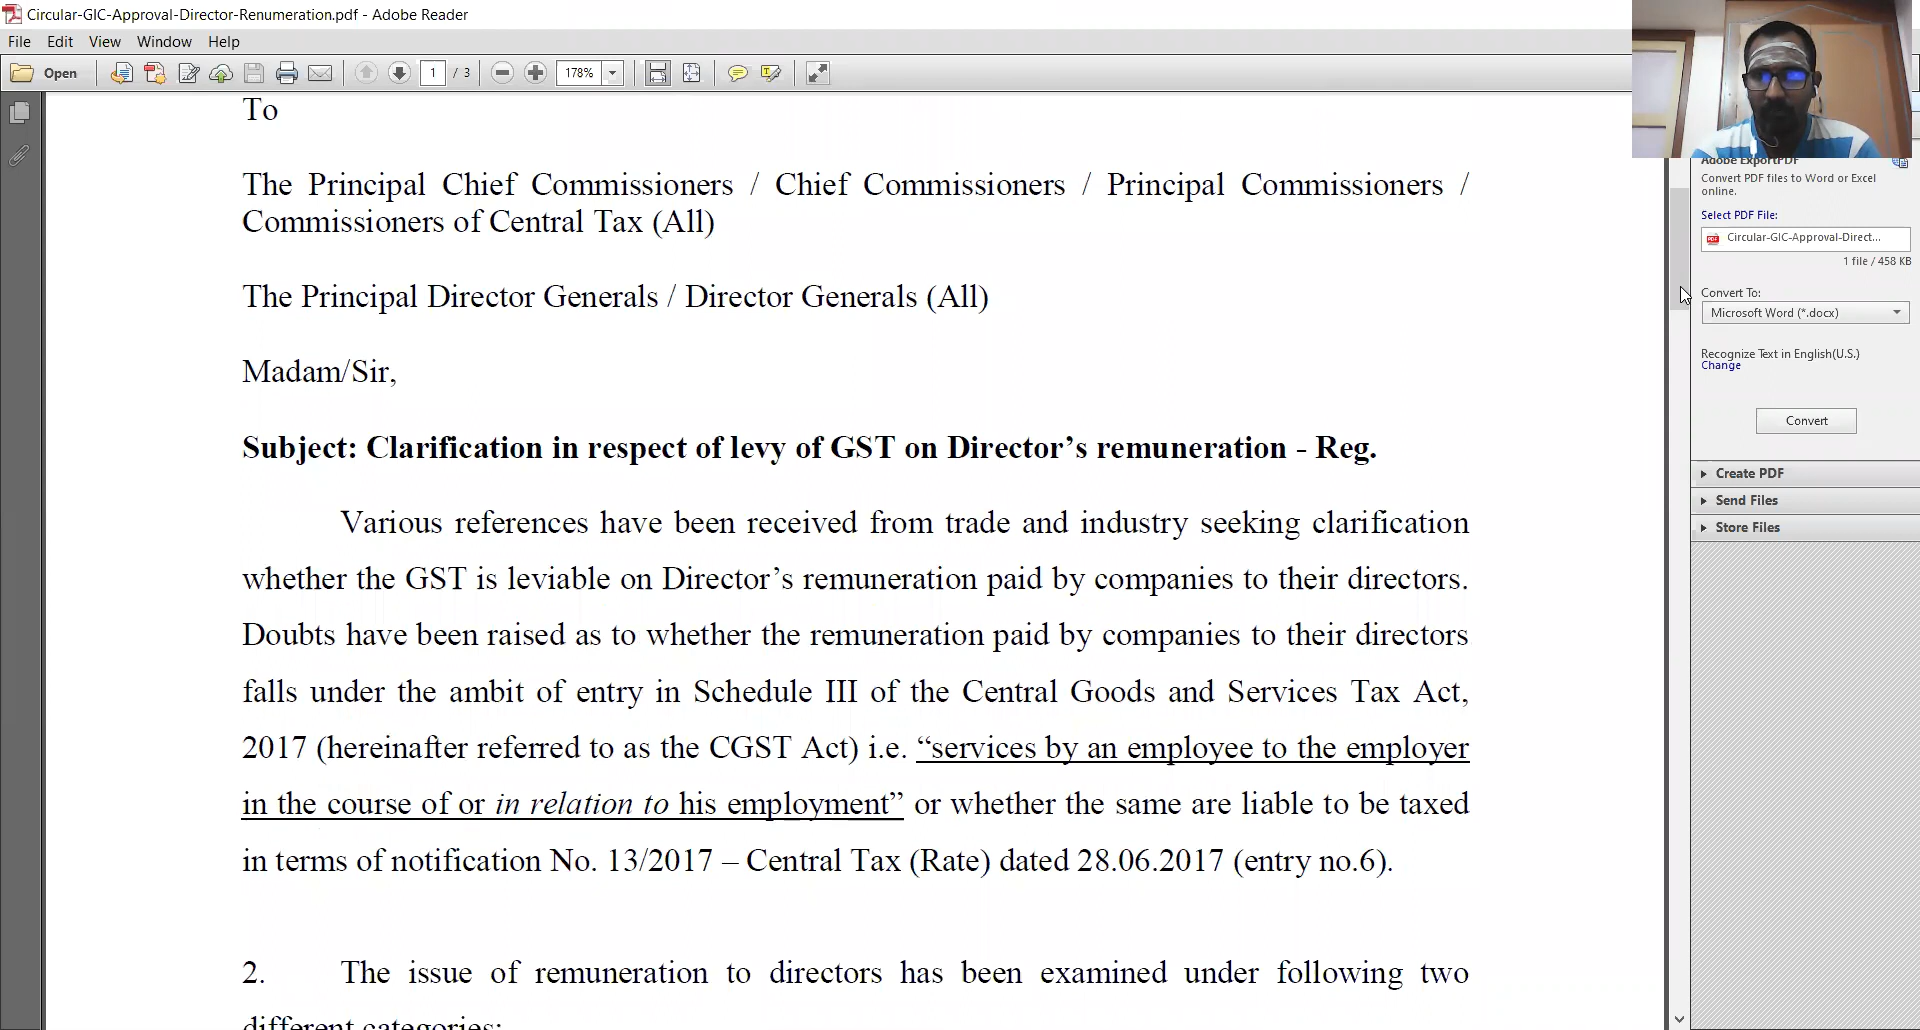 Circular-GIC-Approval-Director-Renumeration.pdf - Adobe Reader
File Edit View Window Help
Open 1 / 3 178%
To
The Principal Chief Commissioners / Chief Commissioners / Principal Commissioners /
Commissioners of Central Tax (All)
The Principal Director Generals / Director Generals (All)
Madam/Sir,
Subject: Clarification in respect of levy of GST on Director’s remuneration - Reg.
Various references have been received from trade and industry seeking clarification
whether the GST is leviable on Director’s remuneration paid by companies to their directors.
Doubts have been raised as to whether the remuneration paid by companies to their directors
falls under the ambit of entry in Schedule III of the Central Goods and Services Tax Act,
2017 (hereinafter referred to as the CGST Act) i.e. “services by an employee to the employer
in the course of or in relation to his employment” or whether the same are liable to be taxed
in terms of notification No. 13/2017 – Central Tax (Rate) dated 28.06.2017 (entry no.6).
2. The issue of remuneration to directors has been examined under following two
different categories:
Adobe ExportPDF
Convert PDF files to Word or Excel
online.
Select PDF File:
Circular-GIC-Approval-Direct...
1 file / 458 KB
Convert To:
Microsoft Word (*.docx)
Recognize Text in English(U.S.)
Change
Convert
Create PDF
Send Files
Store Files